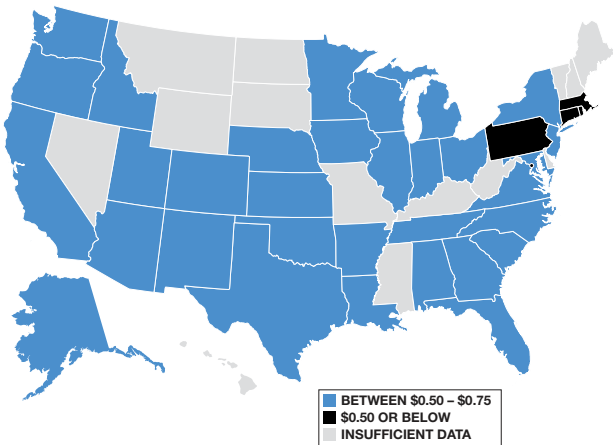 BETWEEN $0.50 – $0.75
$0.50 OR BELOW
INSUFFICIENT DATA